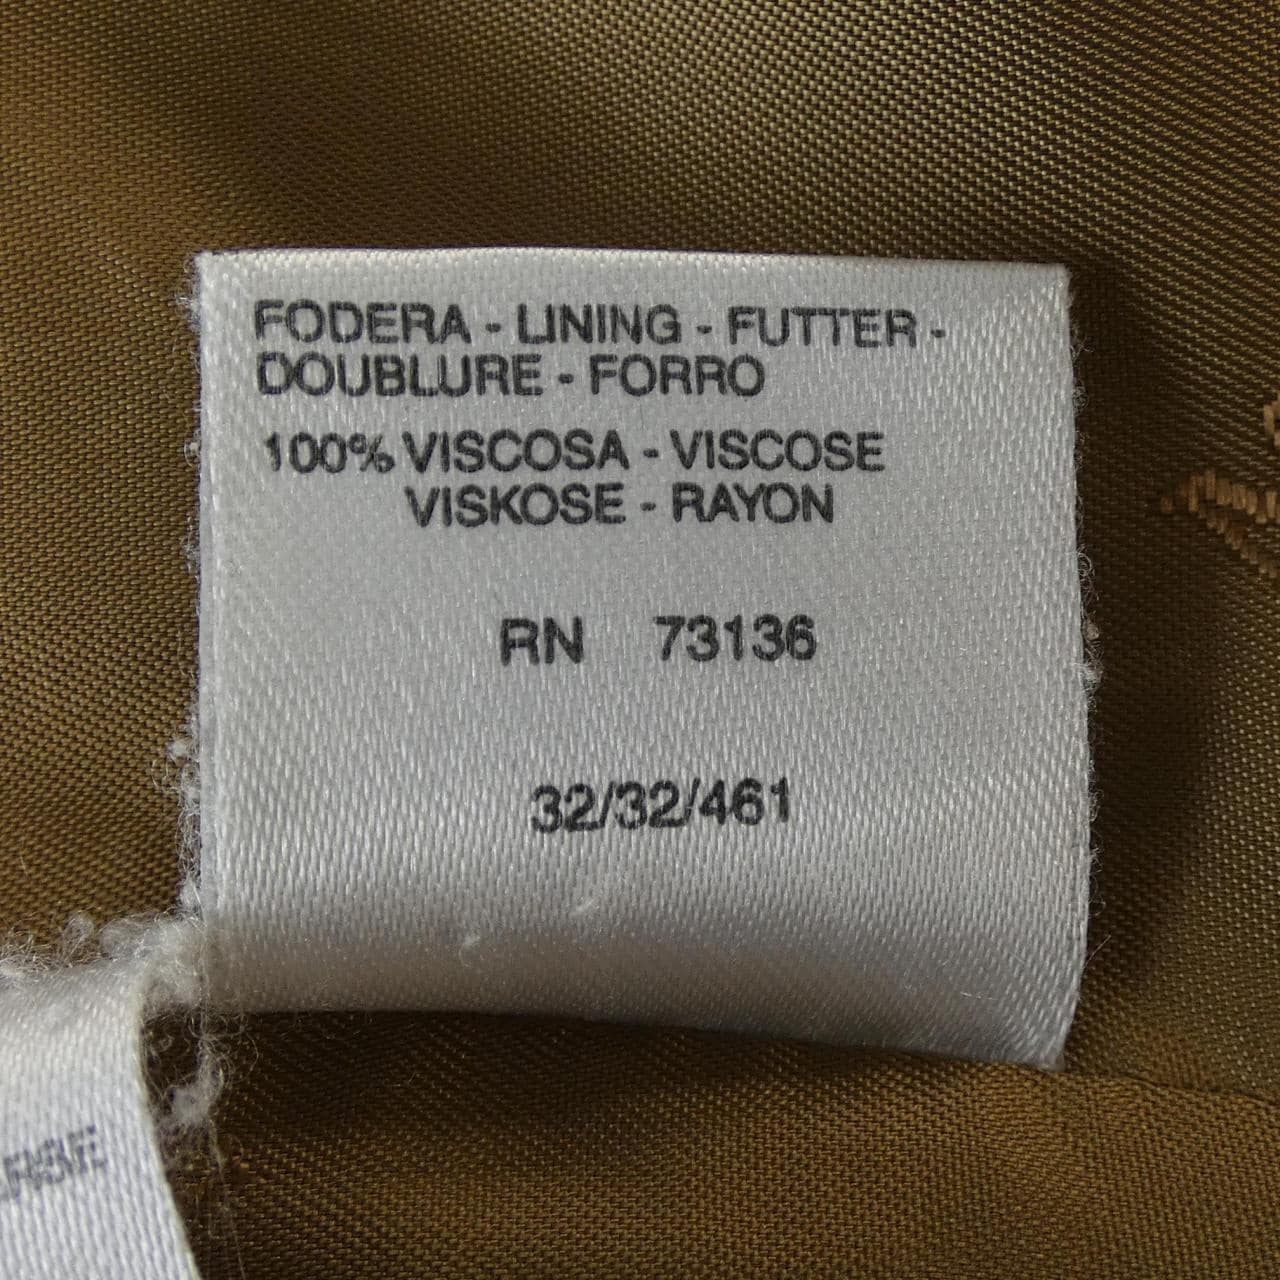 FODERA - LINING - FUTTER -
DOUBLURE - FORRO
100% VISCOSA - VISCOSE
VISKOSE - RAYON
RN 73136
32/32/461